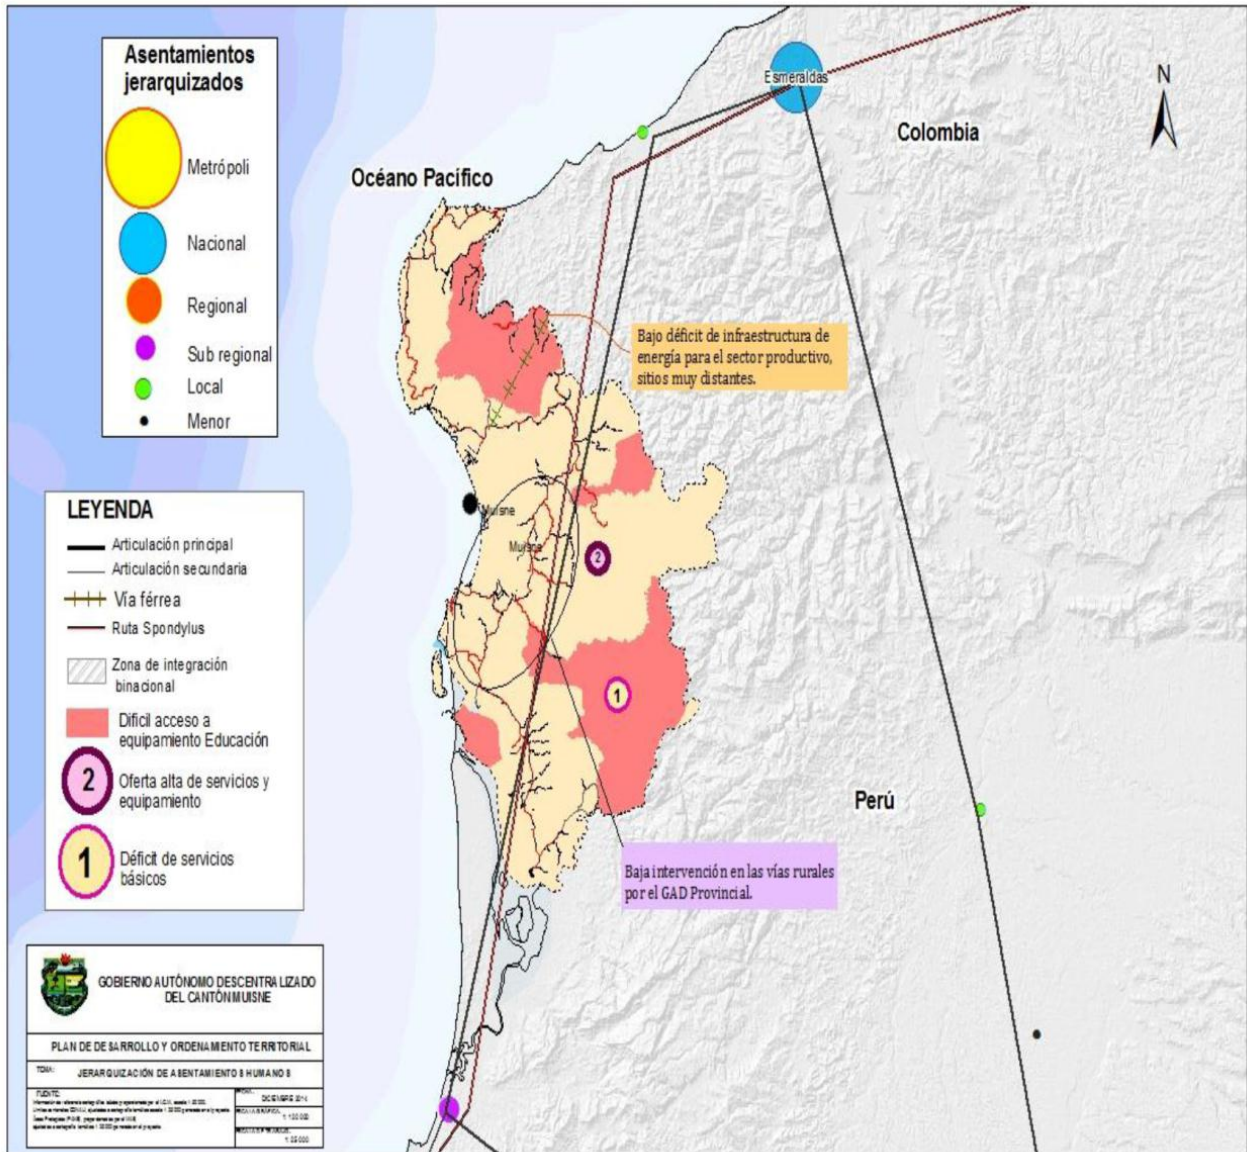 Asentamientos
jerarquizados
Metrópoli
Nacional
Regional
Sub regional
Local
Menor
Esmeraldas
Colombia
N
Océano Pacífico
Bajo déficit de infraestructura de
energía para el sector productivo,
sitios muy distantes.
Muisne
Muisne
2
1
Perú
Baja intervención en las vías rurales
por el GAD Provincial.
LEYENDA
Articulación principal
Articulación secundaria
Vía férrea
Ruta Spondylus
Zona de integración
binacional
Dificil acceso a
equipamiento Educación
2
Oferta alta de servicios y
equipamiento
1
Déficit de servicios
básicos
GOBIERNO AUTÓNOMO DESCENTRALIZADO
DEL CANTÓN MUISNE
PLAN DE DESARROLLO Y ORDENAMIENTO TERRITORIAL
TEMA:
JERARQUIZACIÓN DE ASENTAMIENTOS HUMANOS
FUENTE:
DICIEMBRE 2014